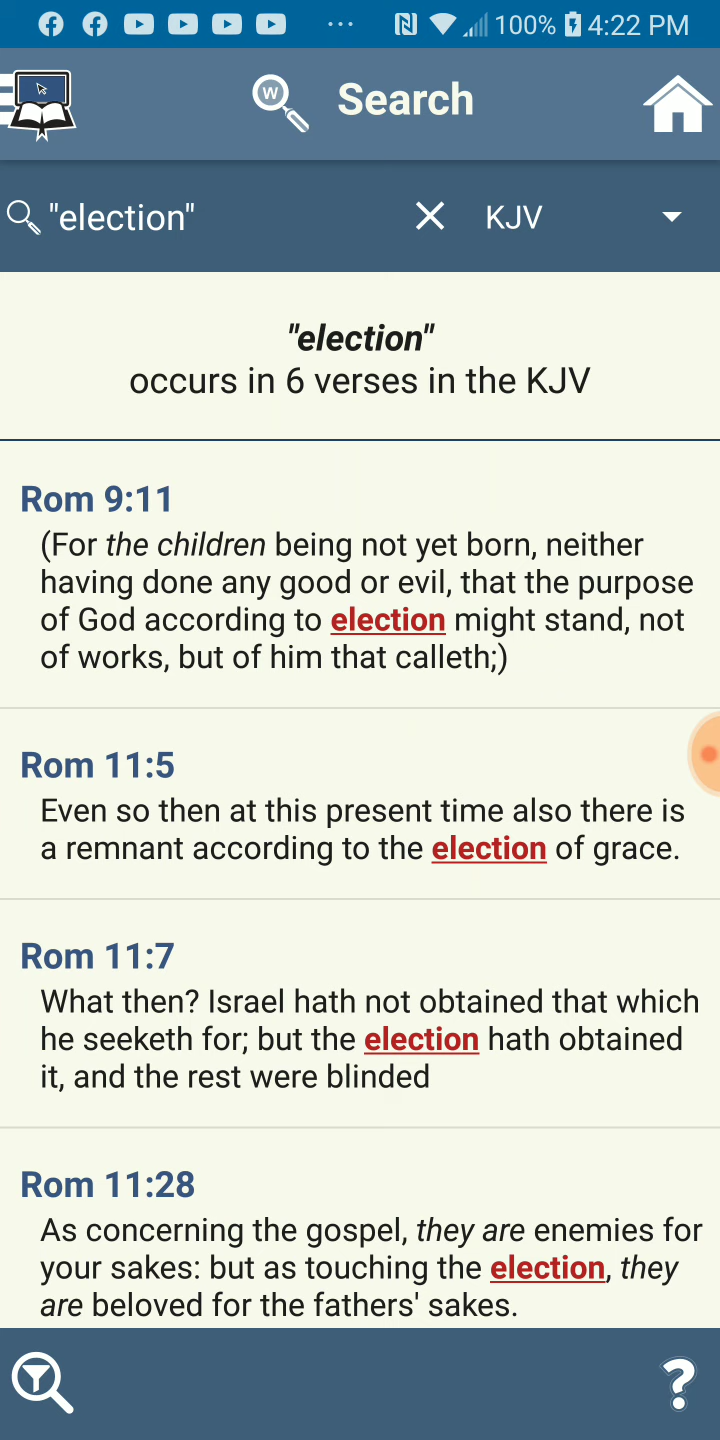 100% 4:22 PM
W Search
"election" KJV
"election"
occurs in 6 verses in the KJV
Rom 9:11
(For the children being not yet born, neither
having done any good or evil, that the purpose
of God according to election might stand, not
of works, but of him that calleth;)
Rom 11:5
Even so then at this present time also there is
a remnant according to the election of grace.
Rom 11:7
What then? Israel hath not obtained that which
he seeketh for; but the election hath obtained
it, and the rest were blinded
Rom 11:28
As concerning the gospel, they are enemies for
your sakes: but as touching the election, they
are beloved for the fathers' sakes.
?